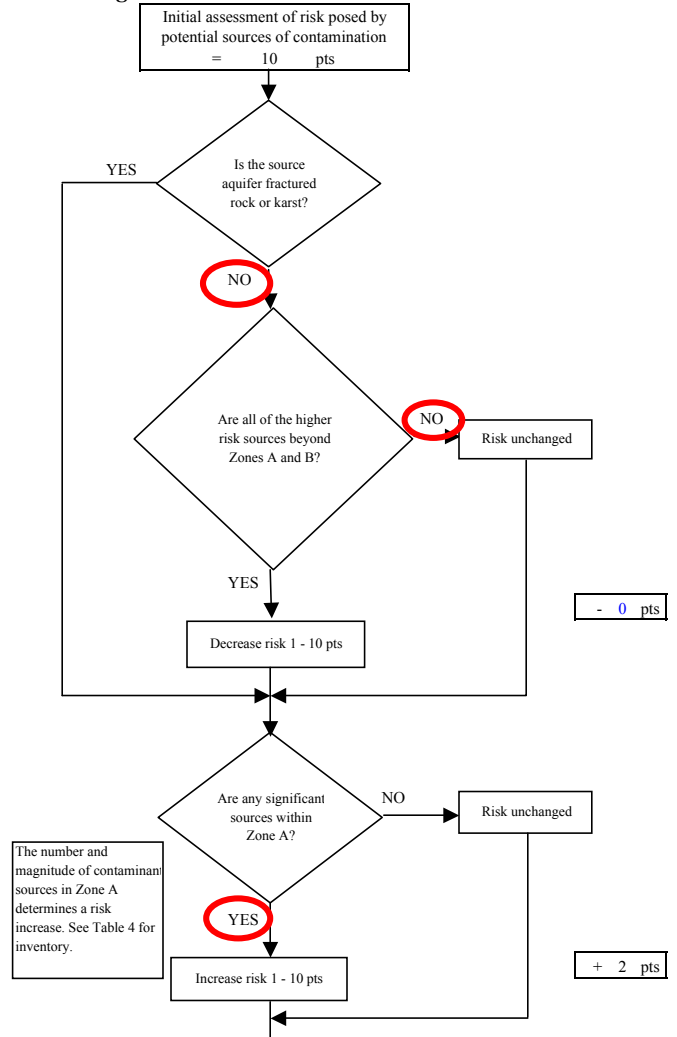 Initial assessment of risk posed by
potential sources of contamination
= 10 pts
YES
Is the source
aquifer fractured
rock or karst?
NO
Are all of the higher
risk sources beyond
Zones A and B?
NO
Risk unchanged
YES
- 0 pts
Decrease risk 1 - 10 pts
Are any significant
sources within
Zone A?
NO
Risk unchanged
The number and
magnitude of contaminant
sources in Zone A
determines a risk
increase. See Table 4 for
inventory.
YES
+ 2 pts
Increase risk 1 - 10 pts